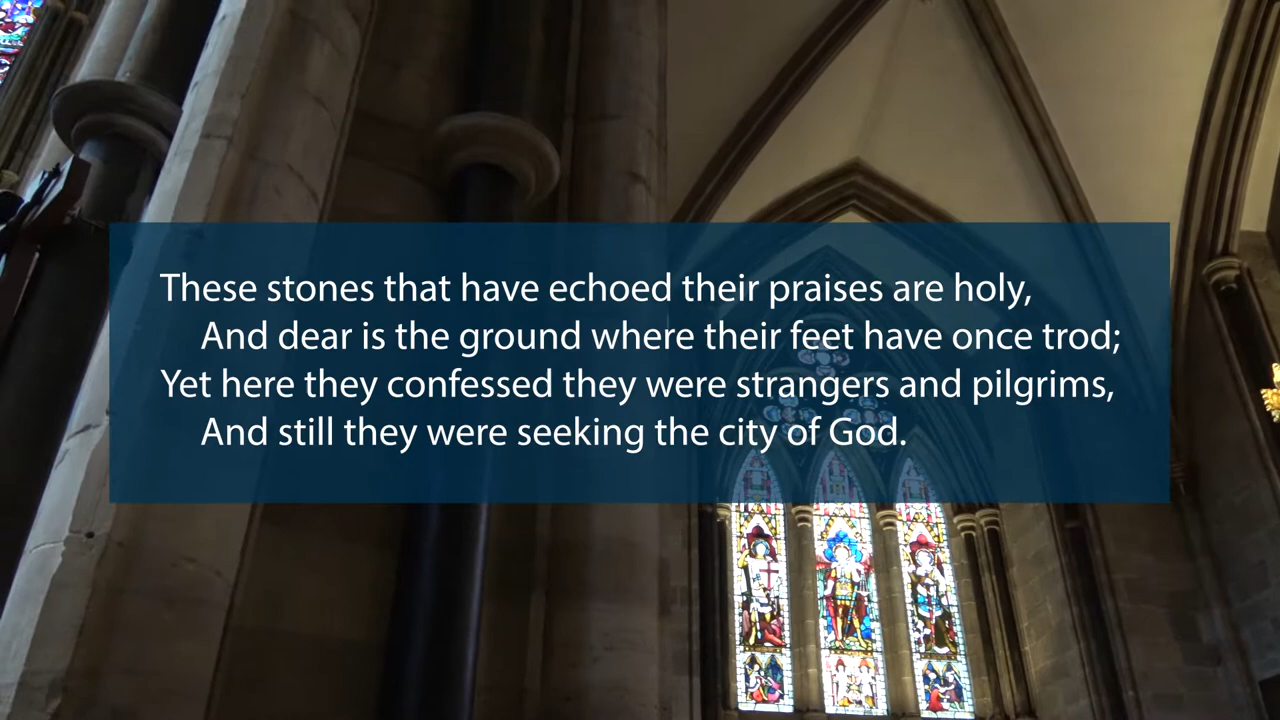 These stones that have echoed their praises are holy,
And dear is the ground where their feet have once trod;
Yet here they confessed they were strangers and pilgrims,
And still they were seeking the city of God.